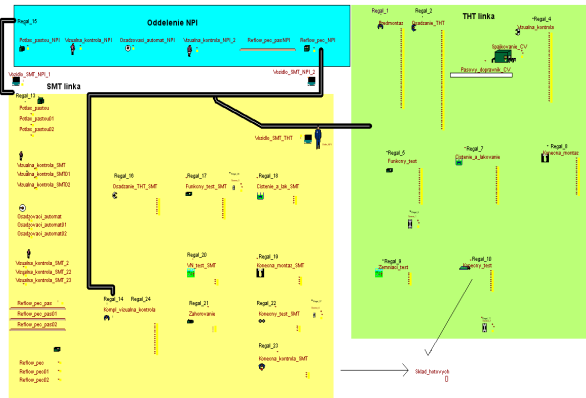 Regal_15
Oddelenie NPI
Potlac_pastou_NPI
Vizualna_kontrola_NPI
Osadzovaci_automat_NPI
Vizualna_kontrola_NPI_2
Reflow_pec_pasNPI
Reflow_pec_NPI
Vozidlo_SMT_NPI_1
Vozidlo_SMT_NPI_2
SMT linka
Regal_13
Potlac_pastou
Potlac_pastou01
Potlac_pastou02
Vozidlo_SMT_THT
Vizualna_kontrola_SMT
Vizualna_kontrola_SMT01
Vizualna_kontrola_SMT02
Regal_16
Osadzanie_THT_SMT
Regal_17
Funkcny_test_SMT
Regal_18
Cistenie_a_lak_SMT
Osadzovaci_automat
Osadzovaci_automat01
Osadzovaci_automat02
Vizualna_kontrola_SMT_2
Vizualna_kontrola_SMT_22
Vizualna_kontrola_SMT_23
Regal_20
VN_test_SMT
Regal_19
Konecna_montaz_SMT
Reflow_pec_pas
Reflow_pec_pas01
Reflow_pec_pas02
Regal_14
Regal_24
Kompl_vizualna_kontrola
Regal_21
Zahorovanie
Regal_22
Konecny_test_SMT
Regal_23
Konecna_kontrola_SMT
Reflow_pec
Reflow_pec01
Reflow_pec02
THT linka
Regal_1
Predmontaz
Regal_2
Osadzanie_THT
Regal_4
Vizualna_kontrola
Spajkovanie_CV
Pasovy_dopravnik_CV
Regal_5
Funkcny_test
Regal_7
Cistenie_a_lakovanie
Regal_8
Konecna_montaz
Regal_9
Zemniaci_test
Regal_10
Konecny_test
Sklad_hotovych